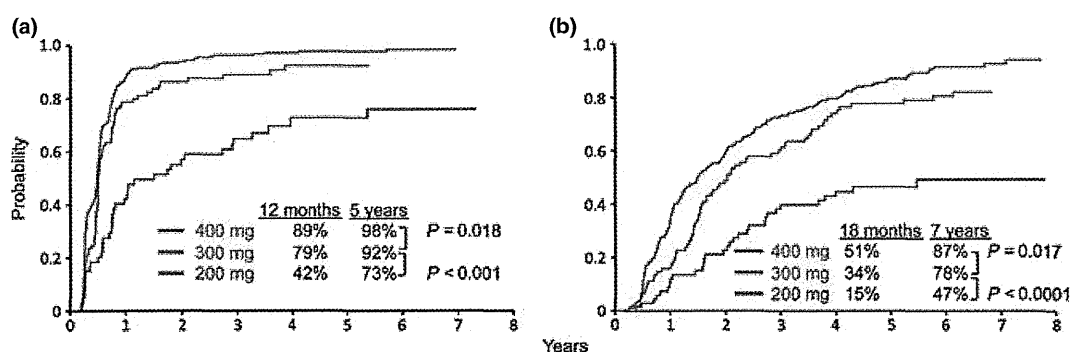 (a)
1.0
0.8
0.6
0.4
0.2
0
Probability
12 months 5 years
400 mg 89% 98% P = 0.018
300 mg 79% 92%
200 mg 42% 73% P < 0.001
0 1 2 3 4 5 6 7 8
(b)
1.0
0.8
0.6
0.4
0.2
0.0
18 months 7 years
400 mg 51% 87% P = 0.017
300 mg 34% 78%
200 mg 15% 47% P < 0.0001
0 1 2 3 4 5 6 7 8
Years